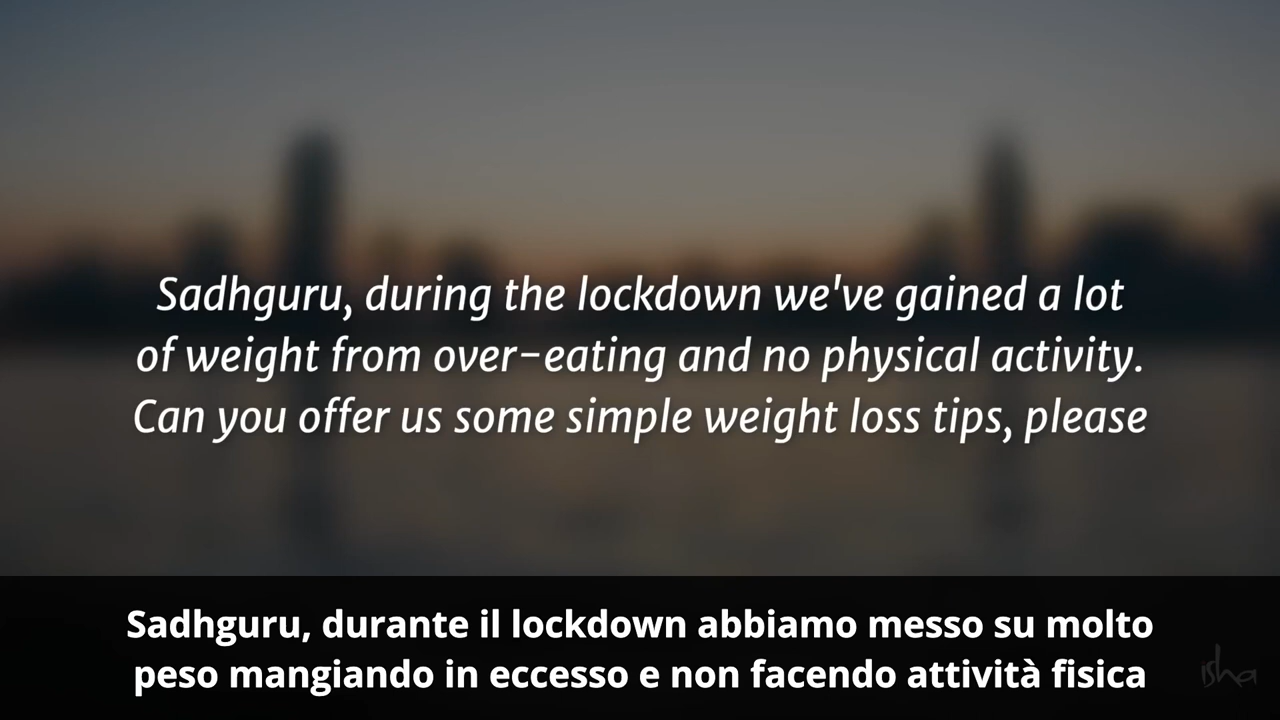 Sadhguru, during the lockdown we've gained a lot
of weight from over-eating and no physical activity.
Can you offer us some simple weight loss tips, please
Sadhguru, durante il lockdown abbiamo messo su molto
peso mangiando in eccesso e non facendo attività fisica
isha